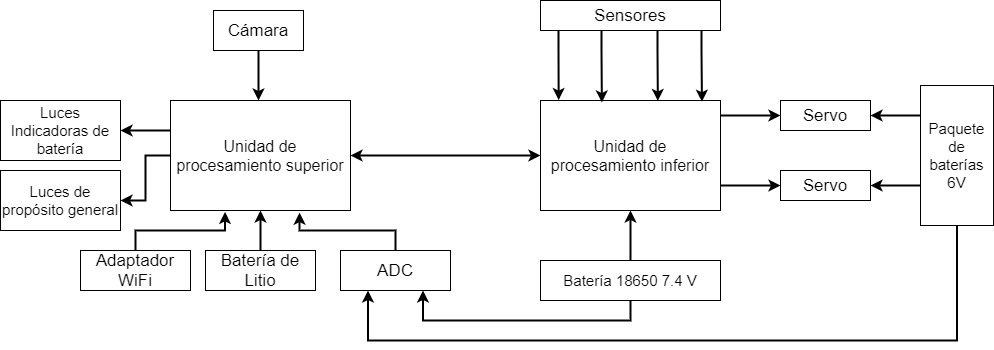 Sensores
Cámara
Luces
Indicadoras de
batería
Unidad de
procesamiento superior
Unidad de
procesamiento inferior
Servo
Servo
Paquete
de
baterías
6V
Luces de
propósito general
Adaptador
WiFi
Batería de
Litio
ADC
Batería 18650 7.4 V